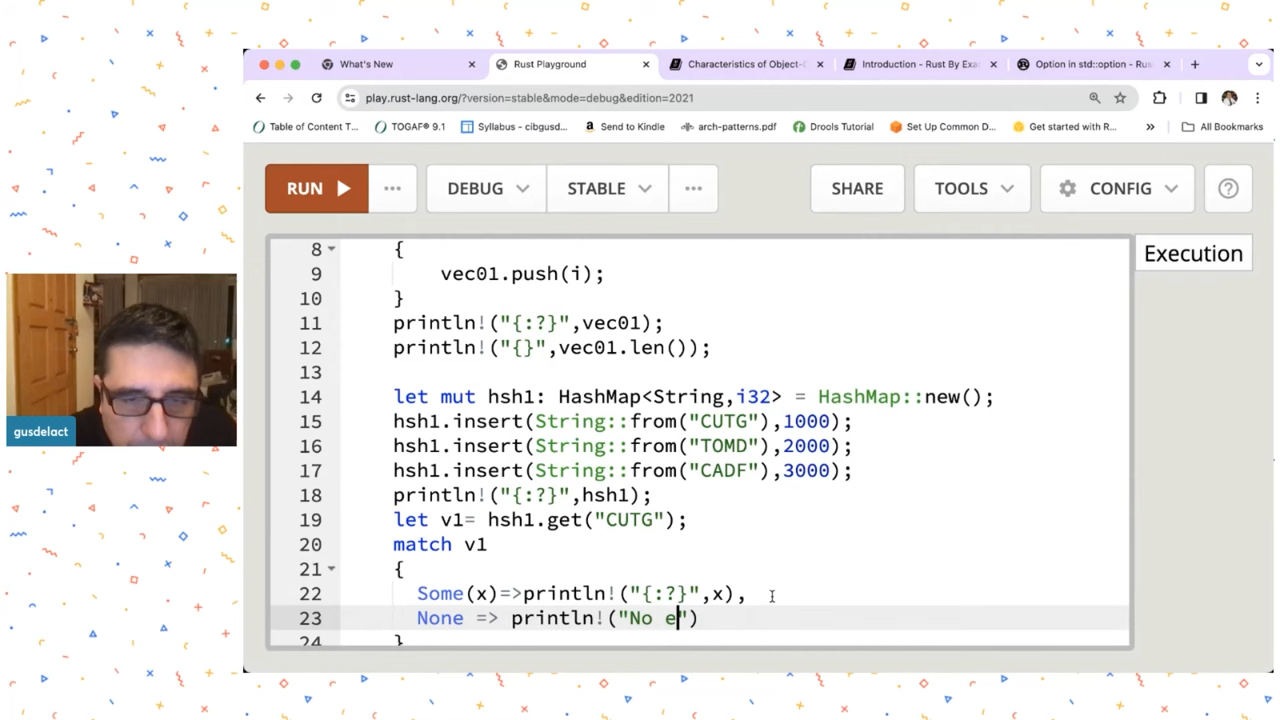 What's New
Rust Playground
Characteristics of Object-
Introduction - Rust By Exa
Option in std::option - Rus
play.rust-lang.org/?version=stable&mode=debug&edition=2021
Table of Content T...
TOGAF® 9.1
Syllabus - cibgusd...
Send to Kindle
arch-patterns.pdf
Drools Tutorial
Set Up Common D...
Get started with R...
All Bookmarks
RUN
DEBUG
STABLE
SHARE
TOOLS
CONFIG
Execution
8 {
9 vec01.push(i);
10 }
11 println!("{:?}",vec01);
12 println!("{}",vec01.len());
13
14 let mut hsh1: HashMap<String,i32> = HashMap::new();
15 hsh1.insert(String::from("CUTG"),1000);
16 hsh1.insert(String::from("TOMD"),2000);
17 hsh1.insert(String::from("CADF"),3000);
18 println!("{:?}",hsh1);
19 let v1= hsh1.get("CUTG");
20 match v1
21 {
22 Some(x)=>println!("{:?}",x),
23 None => println!("No e")
24 }
gusdelact